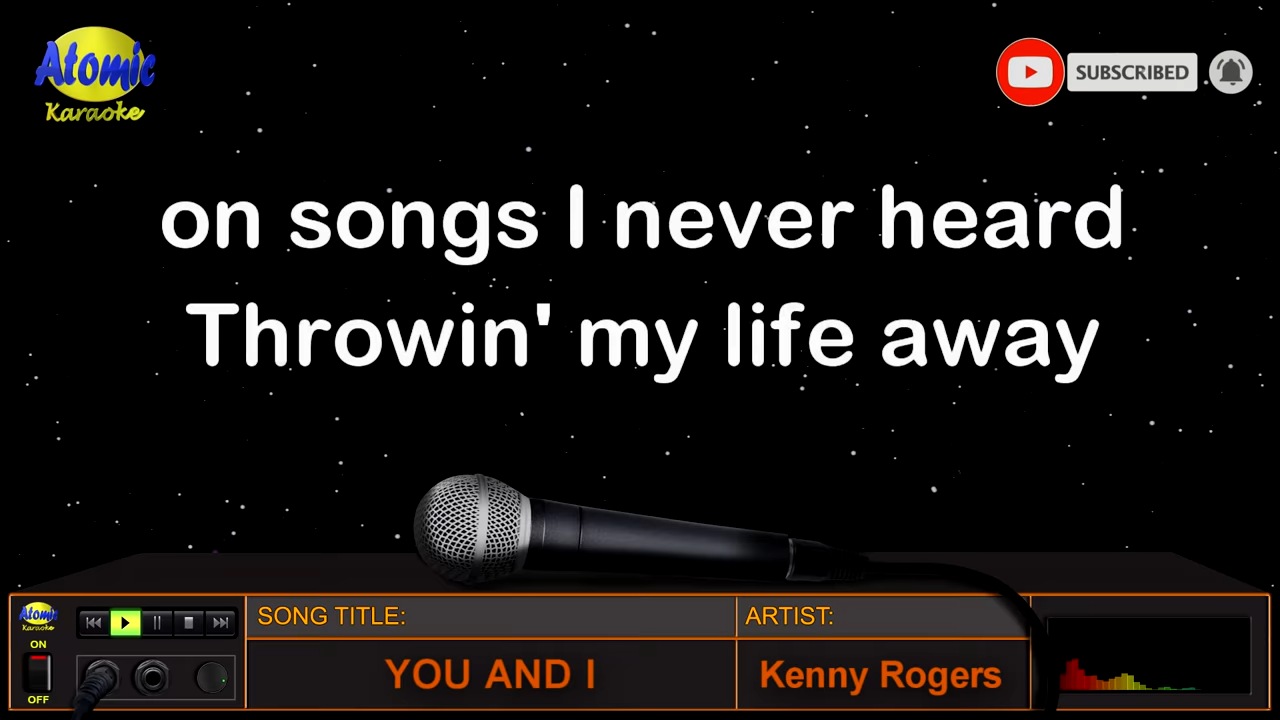 Atomic
Karaoke
SUBSCRIBED
on songs I never heard
Throwin' my life away
Atomic
Karaoke
ON
OFF
SONG TITLE:
YOU AND I
ARTIST:
Kenny Rogers